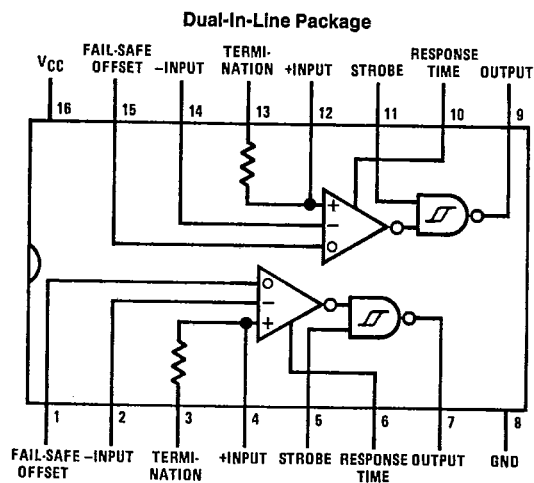 Dual-In-Line Package
VCC
FAIL-SAFE
OFFSET
–INPUT
TERMI-
NATION
+INPUT
STROBE
RESPONSE
TIME
OUTPUT
16
15
14
13
12
11
10
9
+
–
O
O
–
+
1
2
3
4
5
6
7
8
FAIL-SAFE
OFFSET
–INPUT
TERMI-
NATION
+INPUT
STROBE
RESPONSE
TIME
OUTPUT
GND